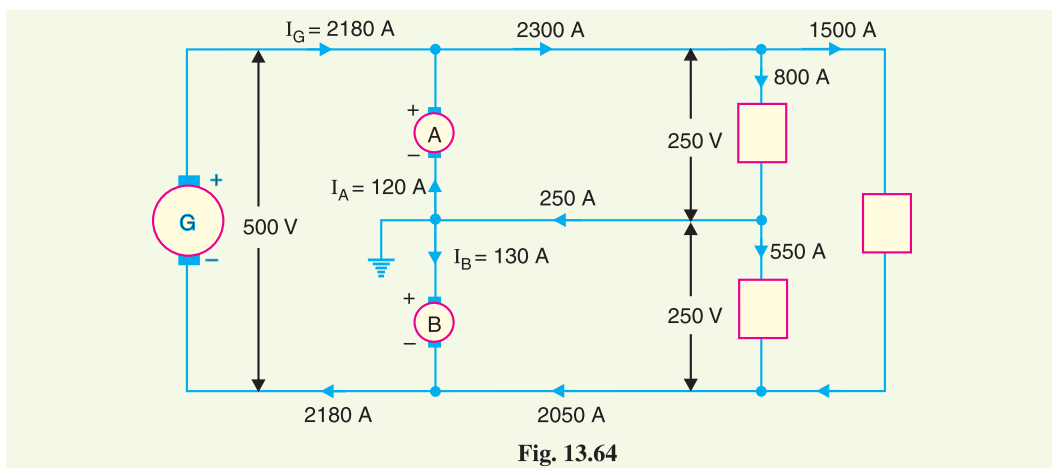 I_G = 2180 A
2300 A
1500 A
800 A
+
A
–
250 V
I_A = 120 A
250 A
+
G
–
500 V
I_B = 130 A
550 A
+
B
–
250 V
2180 A
2050 A
Fig. 13.64